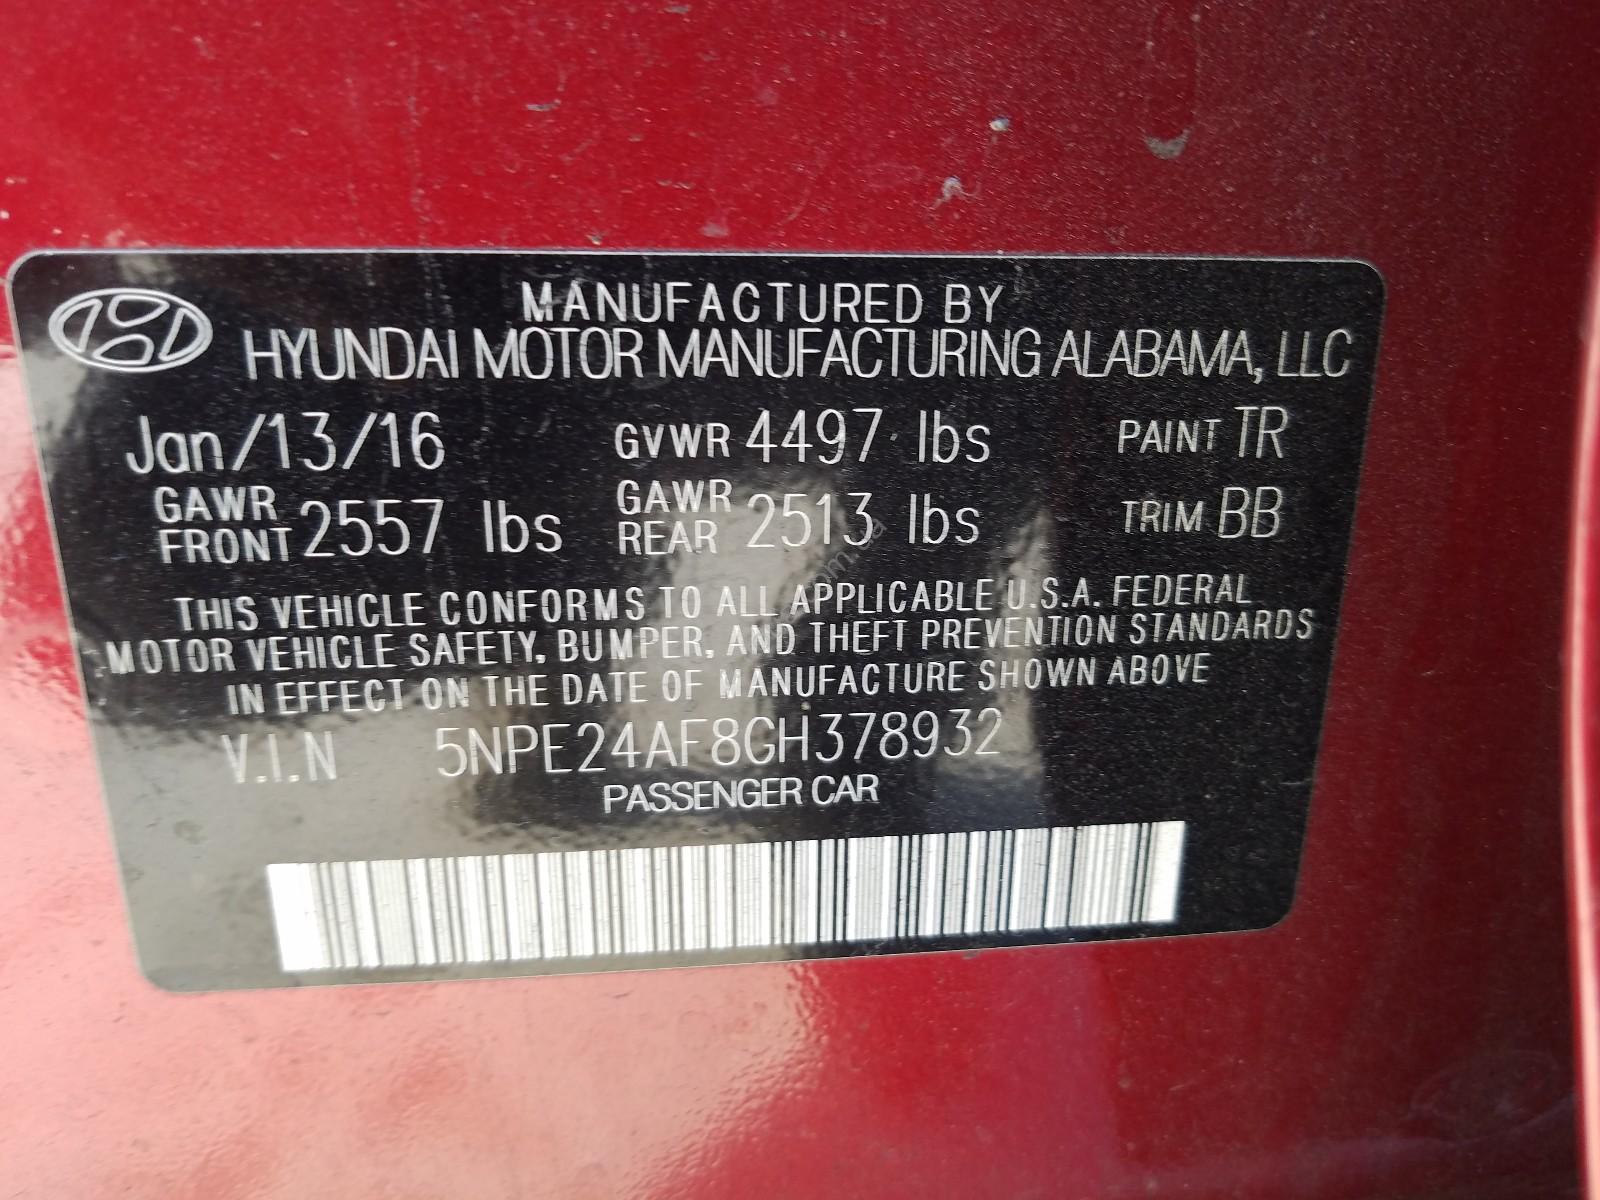 MANUFACTURED BY
HYUNDAI MOTOR MANUFACTURING ALABAMA, LLC
Jan/13/16 GVWR 4497 lbs PAINT TR
GAWR FRONT 2557 lbs GAWR REAR 2513 lbs TRIM BB
THIS VEHICLE CONFORMS TO ALL APPLICABLE U.S.A. FEDERAL
MOTOR VEHICLE SAFETY, BUMPER, AND THEFT PREVENTION STANDARDS
IN EFFECT ON THE DATE OF MANUFACTURE SHOWN ABOVE
V.I.N 5NPE24AF8GH378932
PASSENGER CAR